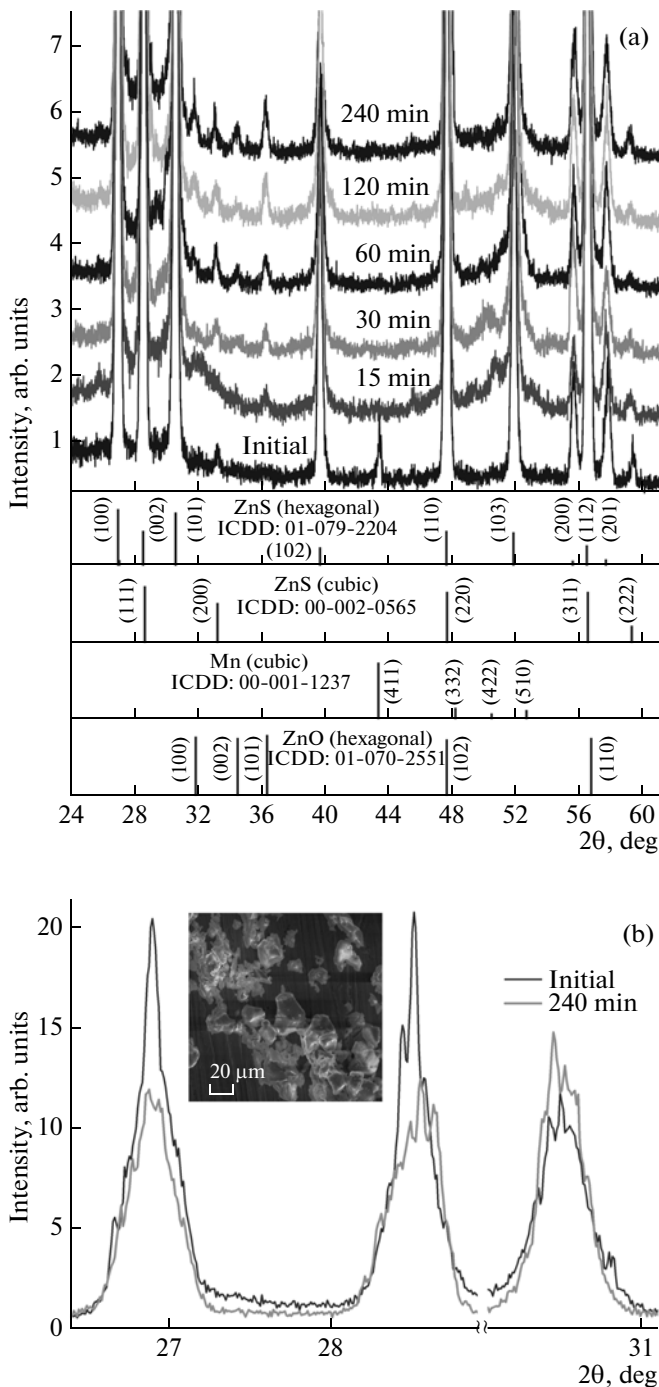 (a)
7
6
5
4
3
2
1
Intensity, arb. units
240 min
120 min
60 min
30 min
15 min
Initial
(100)
(002)
(101)
ZnS (hexagonal)
ICDD: 01-079-2204
(102)
(110)
(103)
(200)
(112)
(201)
(111)
(200)
ZnS (cubic)
ICDD: 00-002-0565
(220)
(311)
(222)
Mn (cubic)
ICDD: 00-001-1237
(411)
(332)
(422)
(510)
(100)
(002)
(101)
ZnO (hexagonal)
ICDD: 01-070-2551
(102)
(110)
24 28 32 36 40 44 48 52 56 60
2θ, deg
(b)
20
15
10
5
0
Intensity, arb. units
20 μm
Initial
240 min
27 28 31
2θ, deg